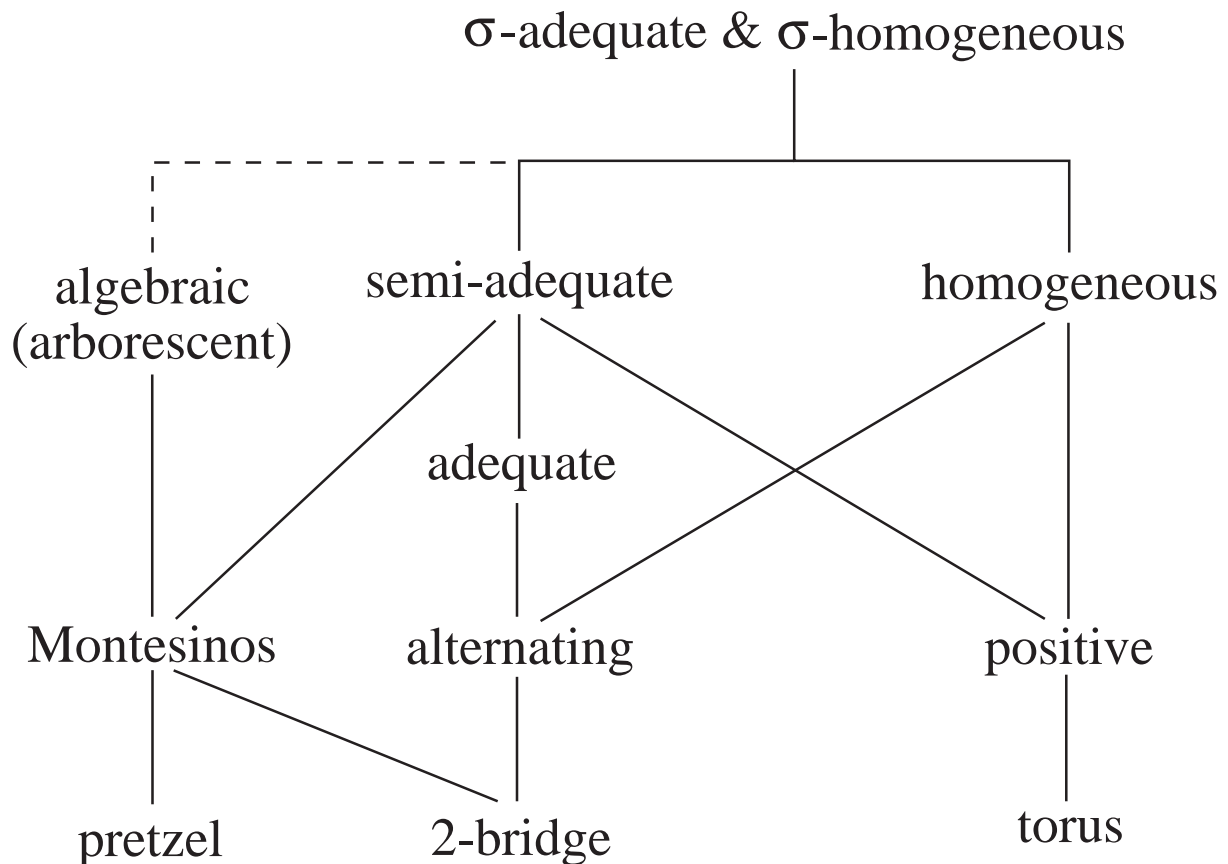 σ-adequate & σ-homogeneous
algebraic
(arborescent)
semi-adequate
homogeneous
adequate
Montesinos
alternating
positive
pretzel
2-bridge
torus